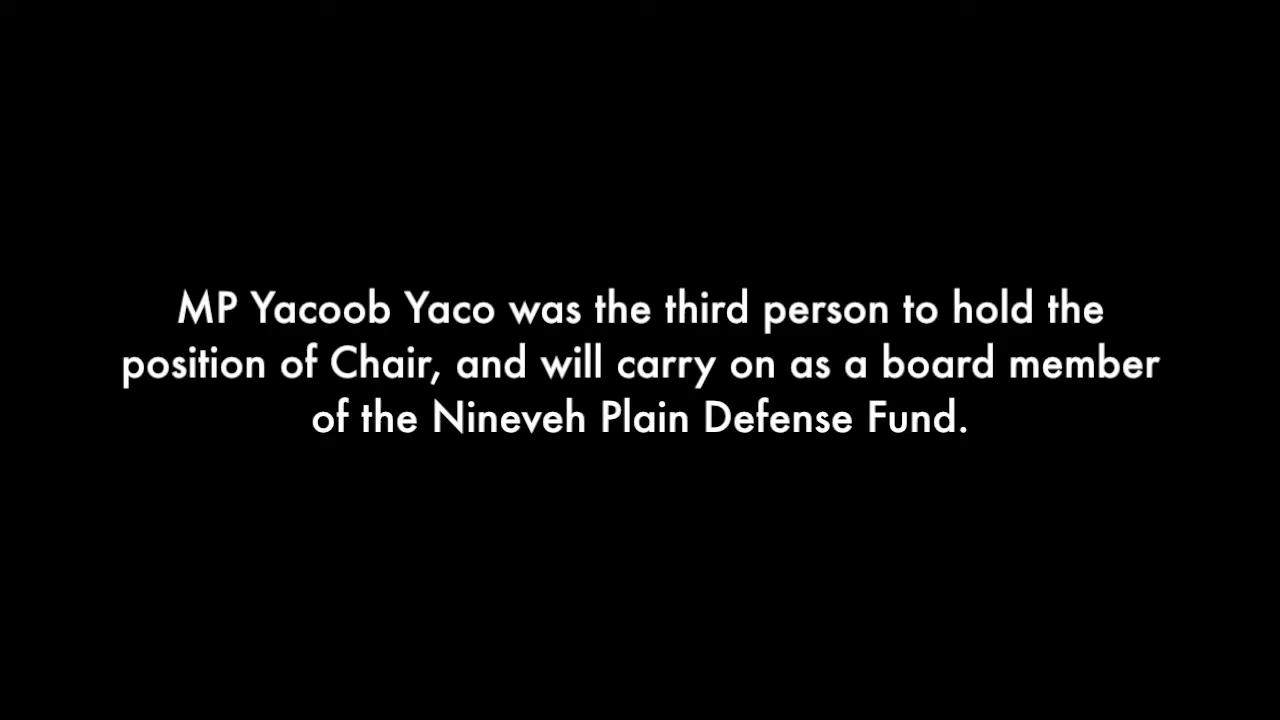 MP Yacoob Yaco was the third person to hold the
position of Chair, and will carry on as a board member
of the Nineveh Plain Defense Fund.